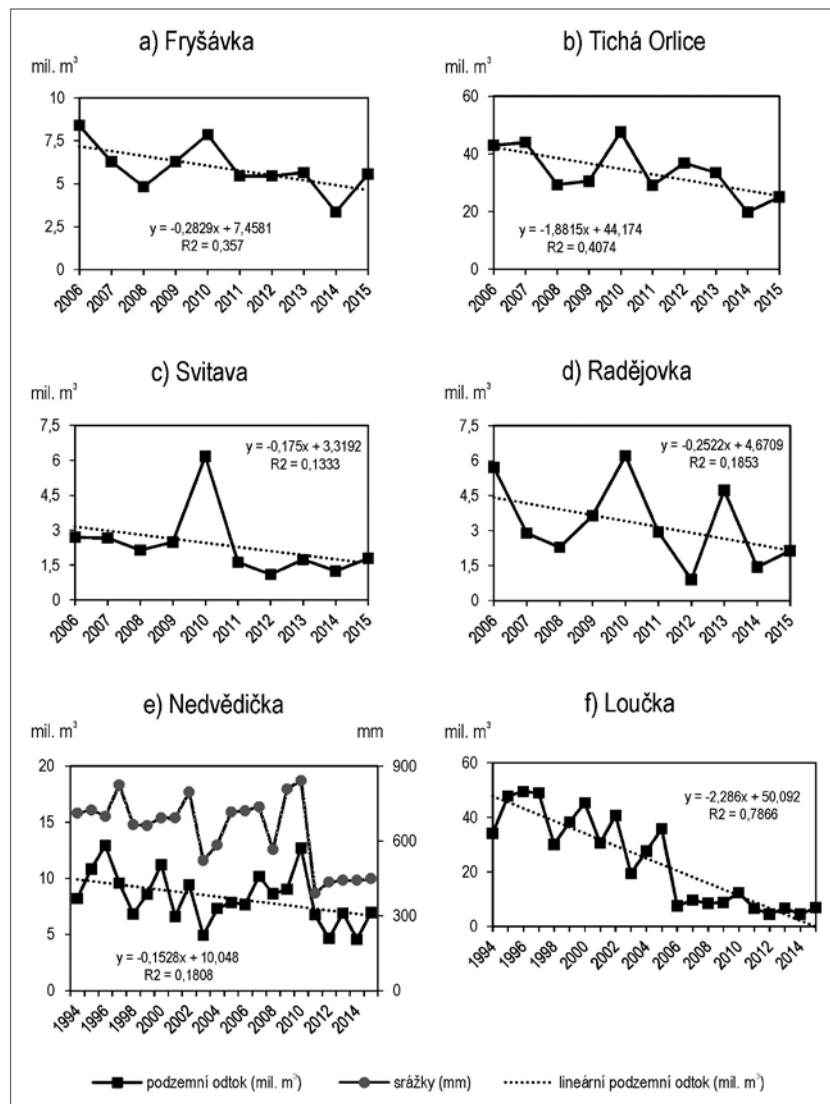 a) Fryšávka
mil. m³
10
7,5
5
2,5
0
y = -0,2829x + 7,4581
R2 = 0,357
2006 2007 2008 2009 2010 2011 2012 2013 2014 2015
b) Tichá Orlice
mil. m³
60
40
20
0
y = -1,8815x + 44,174
R2 = 0,4074
2006 2007 2008 2009 2010 2011 2012 2013 2014 2015
c) Svitava
mil. m³
7,5
6
4,5
3
1,5
0
y = -0,175x + 3,3192
R2 = 0,1333
2006 2007 2008 2009 2010 2011 2012 2013 2014 2015
d) Radějovka
mil. m³
7,5
6
4,5
3
1,5
0
y = -0,2522x + 4,6709
R2 = 0,1853
2006 2007 2008 2009 2010 2011 2012 2013 2014 2015
e) Nedvědička
mil. m³ mm
20 900
15 600
10 300
5 0
0
y = -0,1528x + 10,048
R2 = 0,1808
1994 1996 1998 2000 2002 2004 2006 2008 2010 2012 2014
f) Loučka
mil. m³
60
40
20
0
y = -2,286x + 50,092
R2 = 0,7866
1994 1996 1998 2000 2002 2004 2006 2008 2010 2012 2014
podzemní odtok (mil. m³) srážky (mm) lineární podzemní odtok (mil. m³)